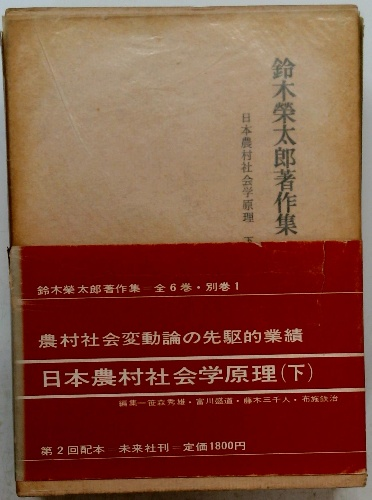 鈴木榮太郎著作集
日本農村社会学原理 下
鈴木榮太郎著作集＝全6巻・別巻1
農村社会変動論の先駆的業績
日本農村社会学原理(下)
編集─笹森秀雄・富川盛道・藤木三千人・布施鉄治
第2回配本 未来社刊＝定価1800円